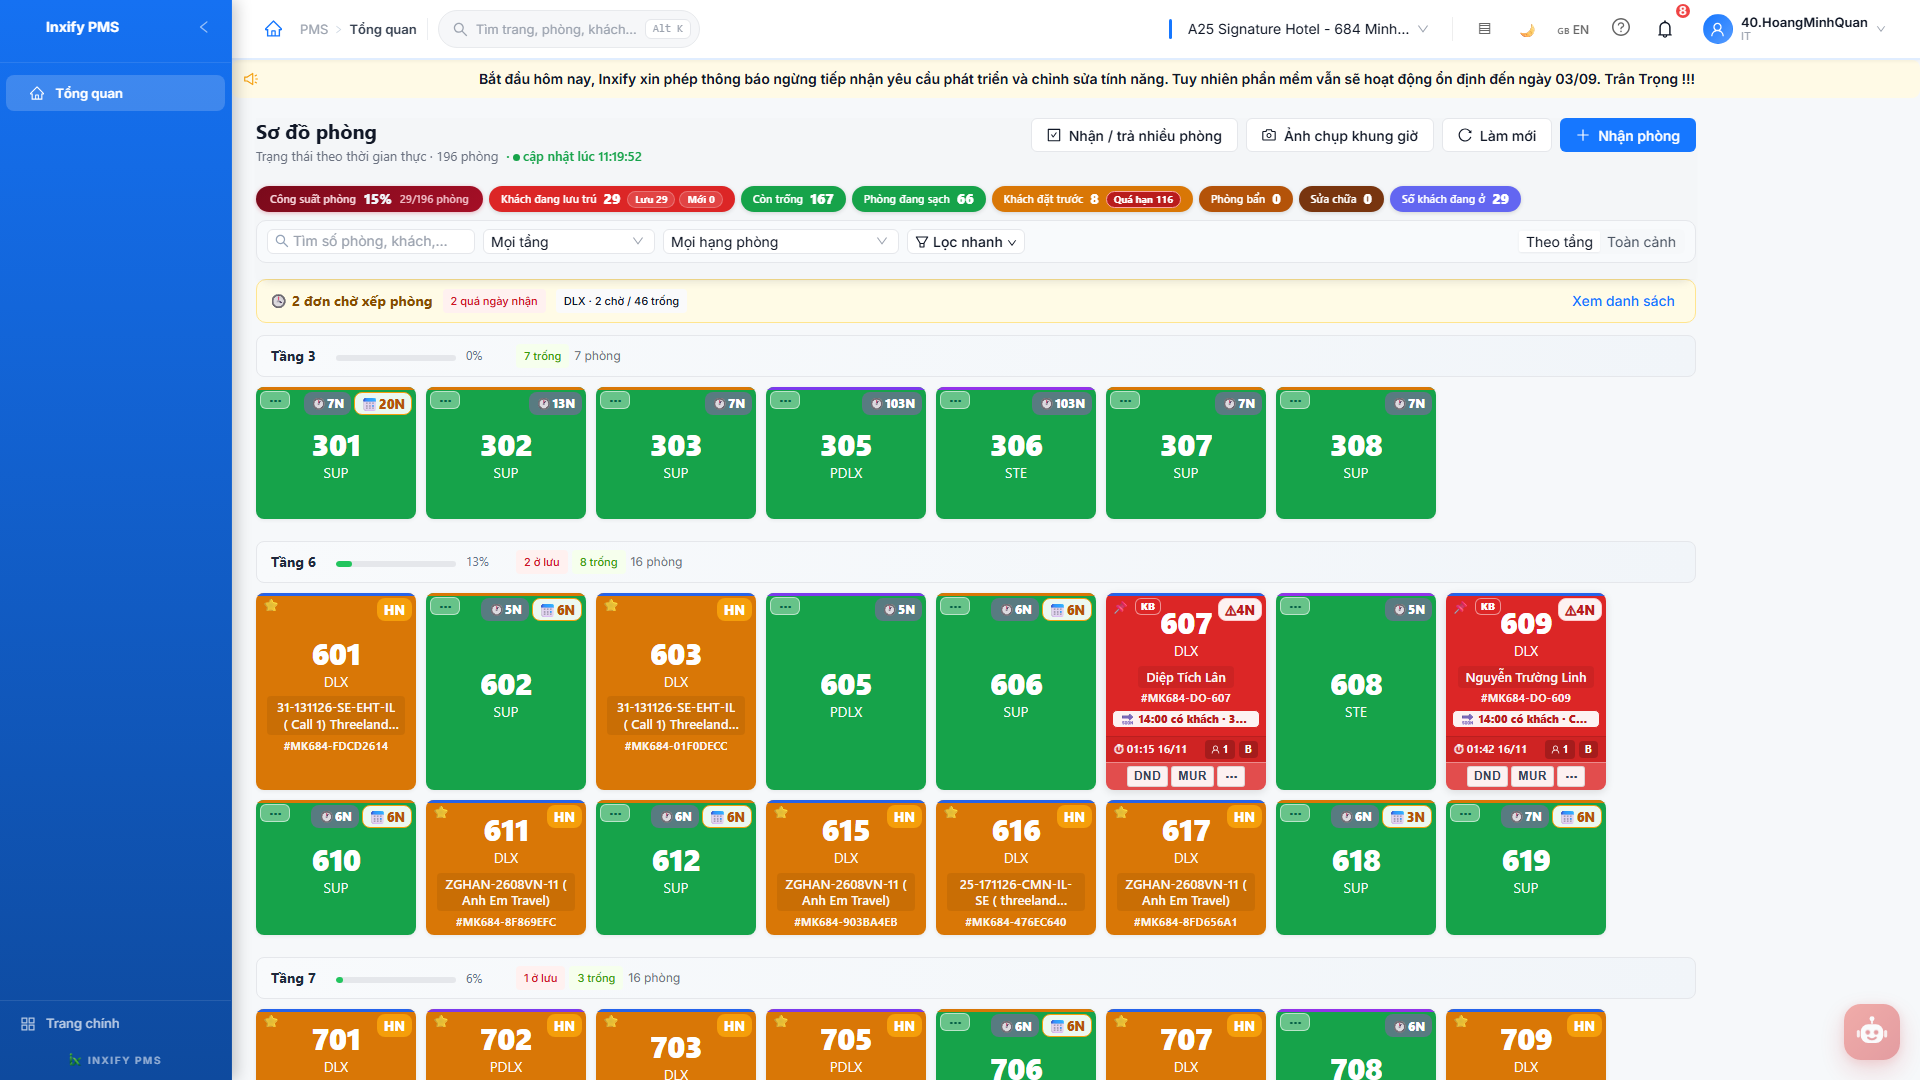 Inxify PMS
Tổng quan
Trang chính
INXIFY PMS
PMS > Tổng quan
Tìm trang, phòng, khách... Alt K
A25 Signature Hotel - 684 Minh...
GB EN
8
40.HoangMinhQuan
IT
Bắt đầu hôm nay, Inxify xin phép thông báo ngừng tiếp nhận yêu cầu phát triển và chỉnh sửa tính năng. Tuy nhiên phần mềm vẫn sẽ hoạt động ổn định đến ngày 03/09. Trân Trọng !!!
Sơ đồ phòng
Trạng thái theo thời gian thực · 196 phòng · cập nhật lúc 11:19:52
Nhận / trả nhiều phòng
Ảnh chụp khung giờ
Làm mới
Nhận phòng
Công suất phòng 15% 29/196 phòng
Khách đang lưu trú 29 Lưu 29 Mới 0
Còn trống 167
Phòng đang sạch 66
Khách đặt trước 8 Quá hạn 116
Phòng bẩn 0
Sửa chữa 0
Số khách đang ở 29
Tìm số phòng, khách,...
Mọi tầng
Mọi hạng phòng
Lọc nhanh
Theo tầng
Toàn cảnh
2 đơn chờ xếp phòng 2 quá ngày nhận DLX · 2 chờ / 46 trống
Xem danh sách
Tầng 3 0% 7 trống 7 phòng
7N 20N
301
SUP
13N
302
SUP
7N
303
SUP
103N
305
PDLX
103N
306
STE
7N
307
SUP
7N
308
SUP
Tầng 6 13% 2 ở lưu 8 trống 16 phòng
HN
601
DLX
31-131126-SE-EHT-IL
( Call 1) Threeland...
#MK684-FDCD2614
5N 6N
602
SUP
HN
603
DLX
31-131126-SE-EHT-IL
( Call 1) Threeland...
#MK684-01F0DECC
5N
605
PDLX
6N 6N
606
SUP
KB 4N
607
DLX
Diệp Tích Lân
#MK684-DO-607
14:00 có khách · 3...
01:15 16/11 1 B
DND MUR ...
5N
608
STE
KB 4N
609
DLX
Nguyễn Trường Linh
#MK684-DO-609
14:00 có khách · C...
01:42 16/11 1 B
DND MUR ...
6N 6N
610
SUP
HN
611
DLX
ZGHAN-2608VN-11 (
Anh Em Travel)
#MK684-8F869EFC
6N 6N
612
SUP
HN
615
DLX
ZGHAN-2608VN-11 (
Anh Em Travel)
#MK684-903BA4EB
HN
616
DLX
25-171126-CMN-IL-
SE ( threeland...
#MK684-476EC640
HN
617
DLX
ZGHAN-2608VN-11 (
Anh Em Travel)
#MK684-8FD656A1
6N 3N
618
SUP
7N 6N
619
SUP
Tầng 7 6% 1 ở lưu 3 trống 16 phòng
HN
701
DLX
HN
702
PDLX
HN
703
DLX
HN
705
PDLX
6N 6N
706
HN
707
DLX
6N
708
HN
709
DLX